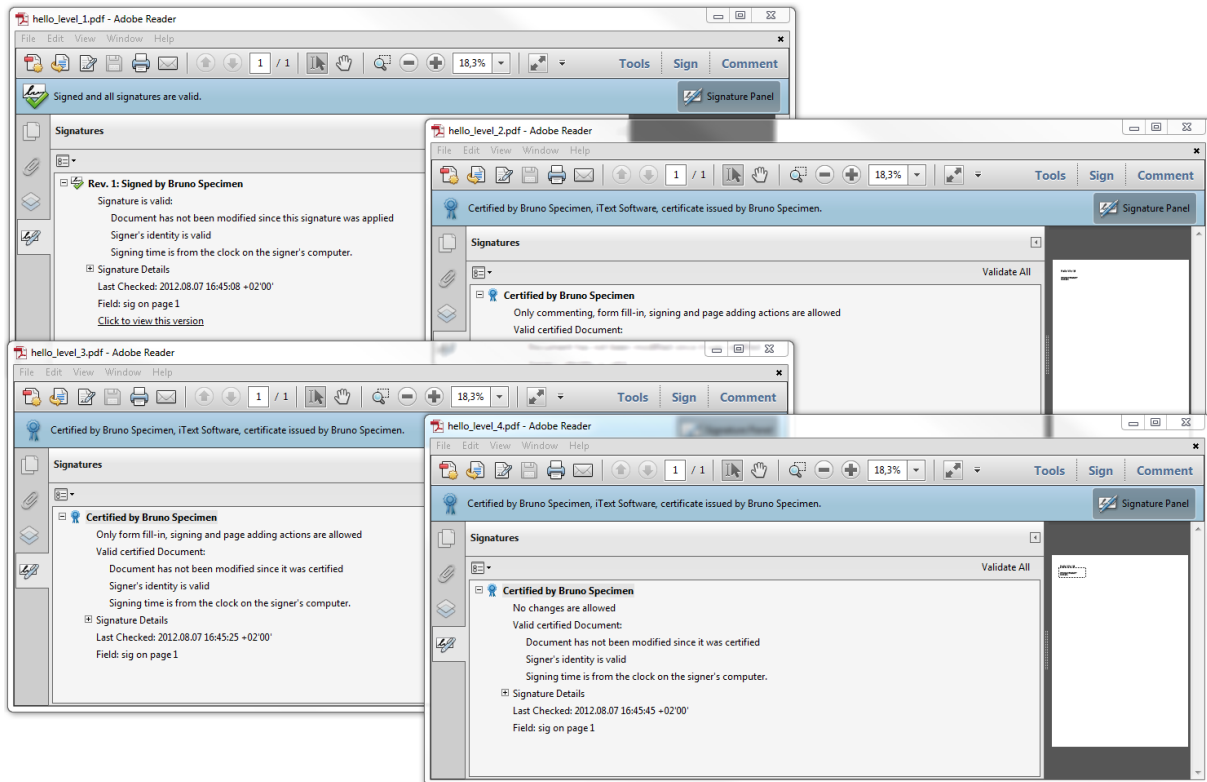 hello_level_1.pdf - Adobe Reader
File Edit View Window Help
1 / 1 18,3% Tools Sign Comment
Signed and all signatures are valid. Signature Panel
Signatures
Rev. 1: Signed by Bruno Specimen
Signature is valid:
Document has not been modified since this signature was applied
Signer's identity is valid
Signing time is from the clock on the signer's computer.
Signature Details
Last Checked: 2012.08.07 16:45:08 +02'00'
Field: sig on page 1
Click to view this version
hello_level_2.pdf - Adobe Reader
File Edit View Window Help
1 / 1 18,3% Tools Sign Comment
Certified by Bruno Specimen, iText Software, certificate issued by Bruno Specimen. Signature Panel
Signatures
Validate All
Certified by Bruno Specimen
Only commenting, form fill-in, signing and page adding actions are allowed
Valid certified Document:
hello_level_3.pdf - Adobe Reader
File Edit View Window Help
1 / 1 18,3% Tools Sign Comment
Certified by Bruno Specimen, iText Software, certificate issued by Bruno Specimen.
Signatures
Certified by Bruno Specimen
Only form fill-in, signing and page adding actions are allowed
Valid certified Document:
Document has not been modified since it was certified
Signer's identity is valid
Signing time is from the clock on the signer's computer.
Signature Details
Last Checked: 2012.08.07 16:45:25 +02'00'
Field: sig on page 1
hello_level_4.pdf - Adobe Reader
File Edit View Window Help
1 / 1 18,3% Tools Sign Comment
Certified by Bruno Specimen, iText Software, certificate issued by Bruno Specimen. Signature Panel
Signatures
Validate All
Certified by Bruno Specimen
No changes are allowed
Valid certified Document:
Document has not been modified since it was certified
Signer's identity is valid
Signing time is from the clock on the signer's computer.
Signature Details
Last Checked: 2012.08.07 16:45:45 +02'00'
Field: sig on page 1